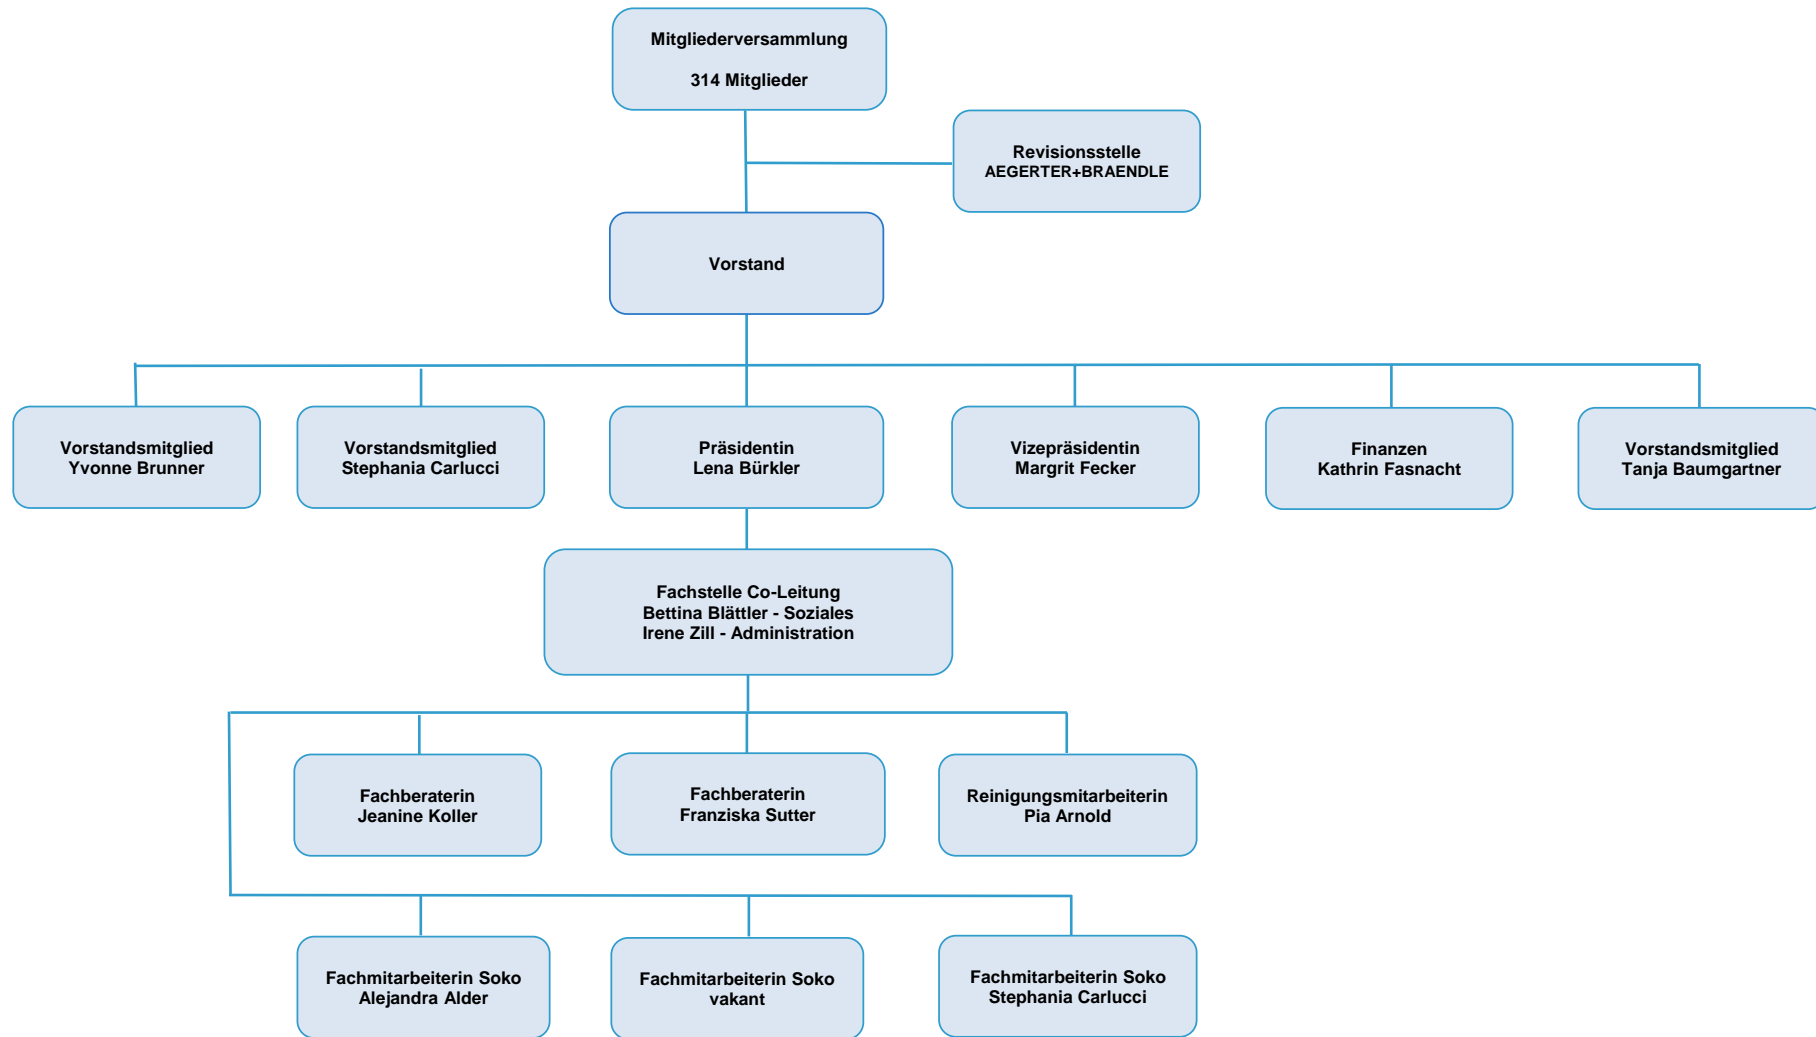 Mitgliederversammlung
314 Mitglieder
Revisionsstelle
AEGERTER+BRAENDLE
Vorstand
Vorstandsmitglied
Yvonne Brunner
Vorstandsmitglied
Stephania Carlucci
Präsidentin
Lena Bürkler
Vizepräsidentin
Margrit Fecker
Finanzen
Kathrin Fasnacht
Vorstandsmitglied
Tanja Baumgartner
Fachstelle Co-Leitung
Bettina Blättler - Soziales
Irene Zill - Administration
Fachberaterin
Jeanine Koller
Fachberaterin
Franziska Sutter
Reinigungsmitarbeiterin
Pia Arnold
Fachmitarbeiterin Soko
Alejandra Alder
Fachmitarbeiterin Soko
vakant
Fachmitarbeiterin Soko
Stephania Carlucci